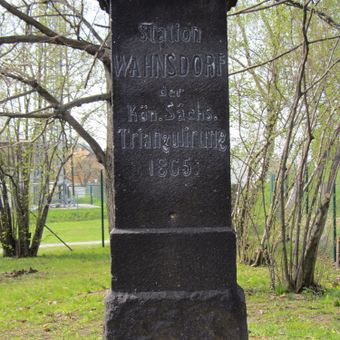 Station
WAHNSDORF
der
Kön. Sächs.
Triangulirung
1865.